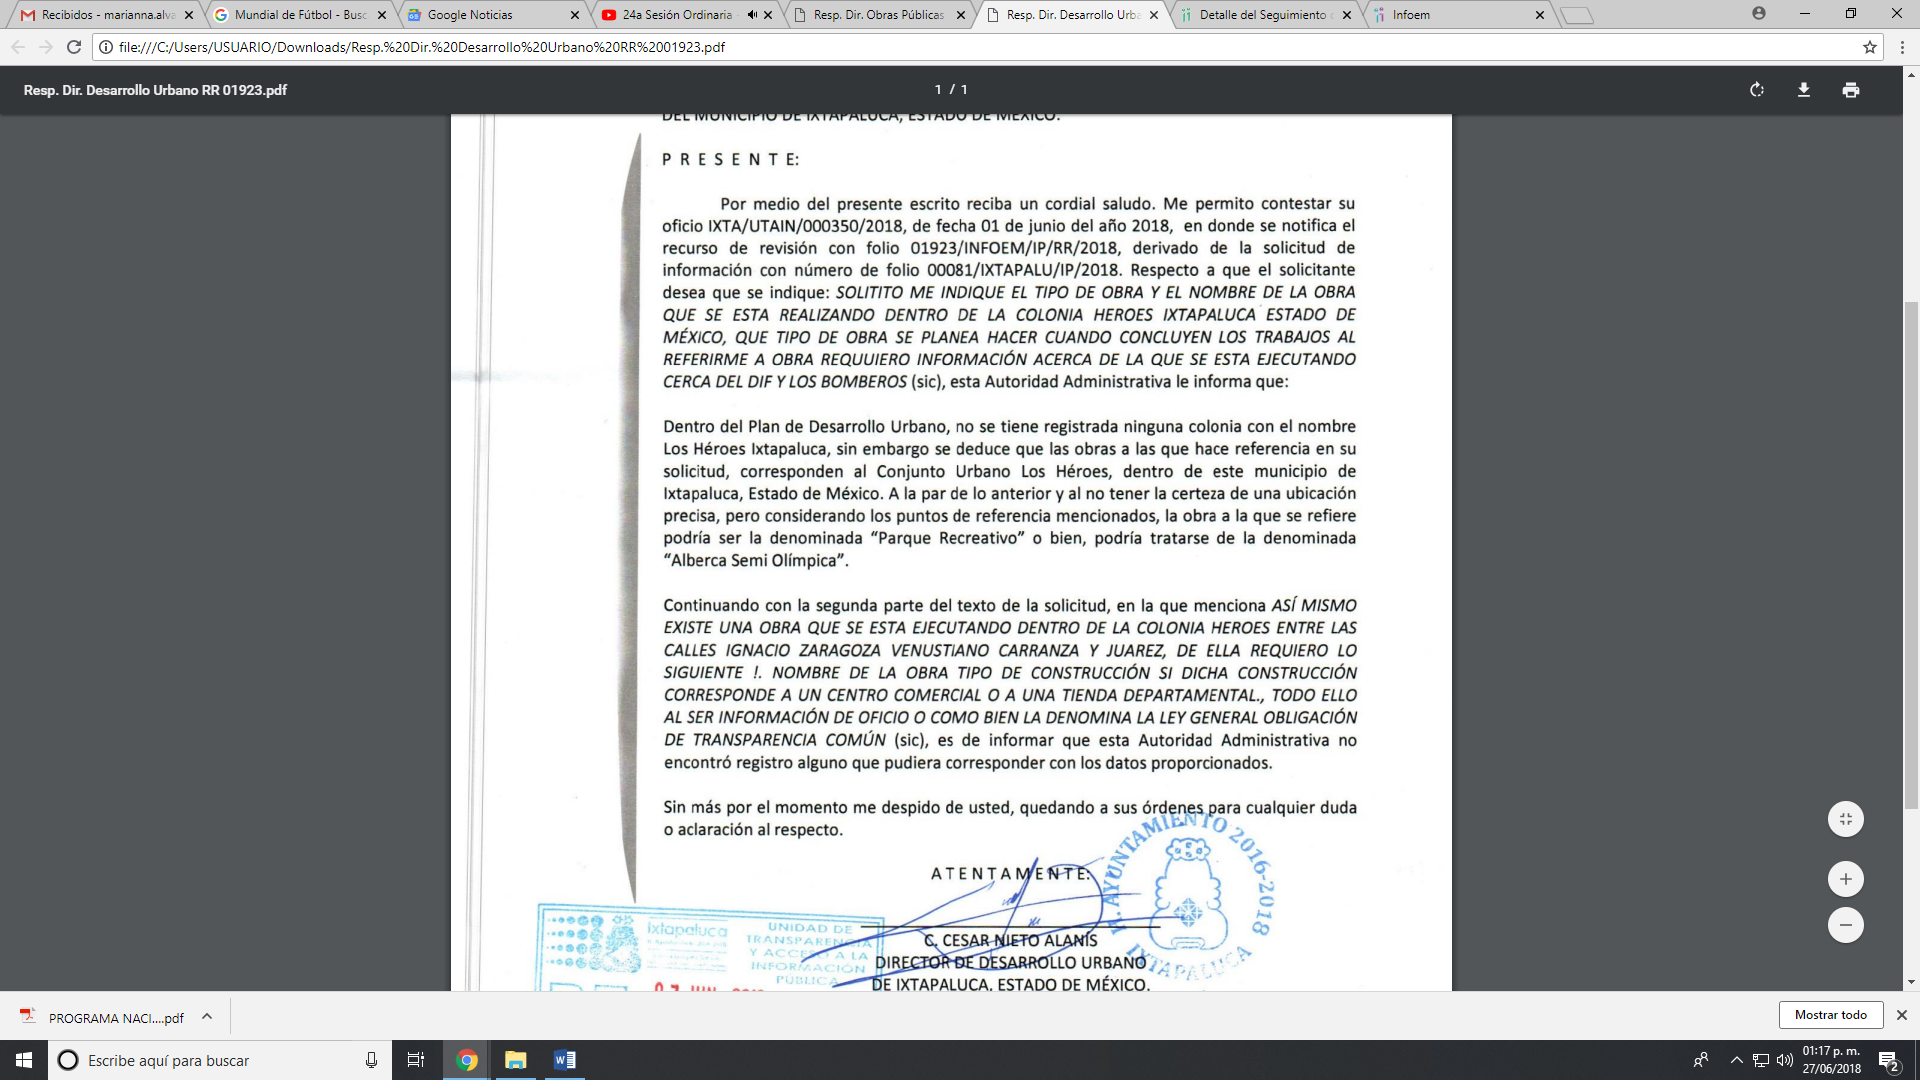 Recibidos - marianna.alva
Mundial de Fútbol - Busc
Google Noticias
24a Sesión Ordinaria
Resp. Dir. Obras Públicas
Resp. Dir. Desarrollo Urba
Detalle del Seguimiento d
Infoem
file:///C:/Users/USUARIO/Downloads/Resp.%20Dir.%20Desarrollo%20Urbano%20RR%2001923.pdf
Resp. Dir. Desarrollo Urbano RR 01923.pdf
1 / 1
DEL MUNICIPIO DE IXTAPALUCA, ESTADO DE MÉXICO.
P R E S E N T E:
Por medio del presente escrito reciba un cordial saludo. Me permito contestar su
oficio IXTA/UTAIN/000350/2018, de fecha 01 de junio del año 2018, en donde se notifica el
recurso de revisión con folio 01923/INFOEM/IP/RR/2018, derivado de la solicitud de
información con número de folio 00081/IXTAPALU/IP/2018. Respecto a que el solicitante
desea que se indique: SOLITITO ME INDIQUE EL TIPO DE OBRA Y EL NOMBRE DE LA OBRA
QUE SE ESTA REALIZANDO DENTRO DE LA COLONIA HEROES IXTAPALUCA ESTADO DE
MÉXICO, QUE TIPO DE OBRA SE PLANEA HACER CUANDO CONCLUYEN LOS TRABAJOS AL
REFERIRME A OBRA REQUUIERO INFORMACIÓN ACERCA DE LA QUE SE ESTA EJECUTANDO
CERCA DEL DIF Y LOS BOMBEROS (sic), esta Autoridad Administrativa le informa que:
Dentro del Plan de Desarrollo Urbano, no se tiene registrada ninguna colonia con el nombre
Los Héroes Ixtapaluca, sin embargo se deduce que las obras a las que hace referencia en su
solicitud, corresponden al Conjunto Urbano Los Héroes, dentro de este municipio de
Ixtapaluca, Estado de México. A la par de lo anterior y al no tener la certeza de una ubicación
precisa, pero considerando los puntos de referencia mencionados, la obra a la que se refiere
podría ser la denominada “Parque Recreativo” o bien, podría tratarse de la denominada
“Alberca Semi Olímpica”.
Continuando con la segunda parte del texto de la solicitud, en la que menciona ASÍ MISMO
EXISTE UNA OBRA QUE SE ESTA EJECUTANDO DENTRO DE LA COLONIA HEROES ENTRE LAS
CALLES IGNACIO ZARAGOZA VENUSTIANO CARRANZA Y JUAREZ, DE ELLA REQUIERO LO
SIGUIENTE !. NOMBRE DE LA OBRA TIPO DE CONSTRUCCIÓN SI DICHA CONSTRUCCIÓN
CORRESPONDE A UN CENTRO COMERCIAL O A UNA TIENDA DEPARTAMENTAL., TODO ELLO
AL SER INFORMACIÓN DE OFICIO O COMO BIEN LA DENOMINA LA LEY GENERAL OBLIGACIÓN
DE TRANSPARENCIA COMÚN (sic), es de informar que esta Autoridad Administrativa no
encontró registro alguno que pudiera corresponder con los datos proporcionados.
Sin más por el momento me despido de usted, quedando a sus órdenes para cualquier duda
o aclaración al respecto.
A T E N T A M E N T E:
H. AYUNTAMIENTO 2016-2018
IXTAPALUCA
C. CESAR NIETO ALANÍS
DIRECTOR DE DESARROLLO URBANO
DE IXTAPALUCA, ESTADO DE MÉXICO.
ixtapaluca
UNIDAD DE
TRANSPARENCIA
Y ACCESO A LA
INFORMACIÓN
PÚBLICA
PROGRAMA NACI....pdf
Mostrar todo
Escribe aquí para buscar
01:17 p. m.
27/06/2018
2